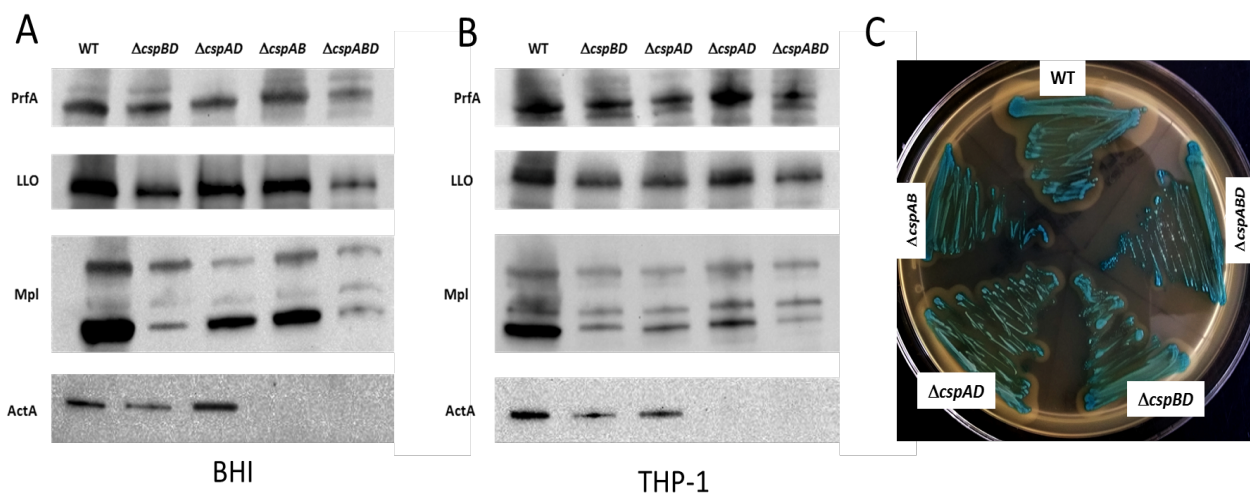 A
WT ΔcspBD ΔcspAD ΔcspAB ΔcspABD
PrfA
LLO
Mpl
ActA
BHI
B
WT ΔcspBD ΔcspAD ΔcspAD ΔcspABD
PrfA
LLO
Mpl
ActA
THP-1
C
WT
ΔcspAB
ΔcspABD
ΔcspAD
ΔcspBD